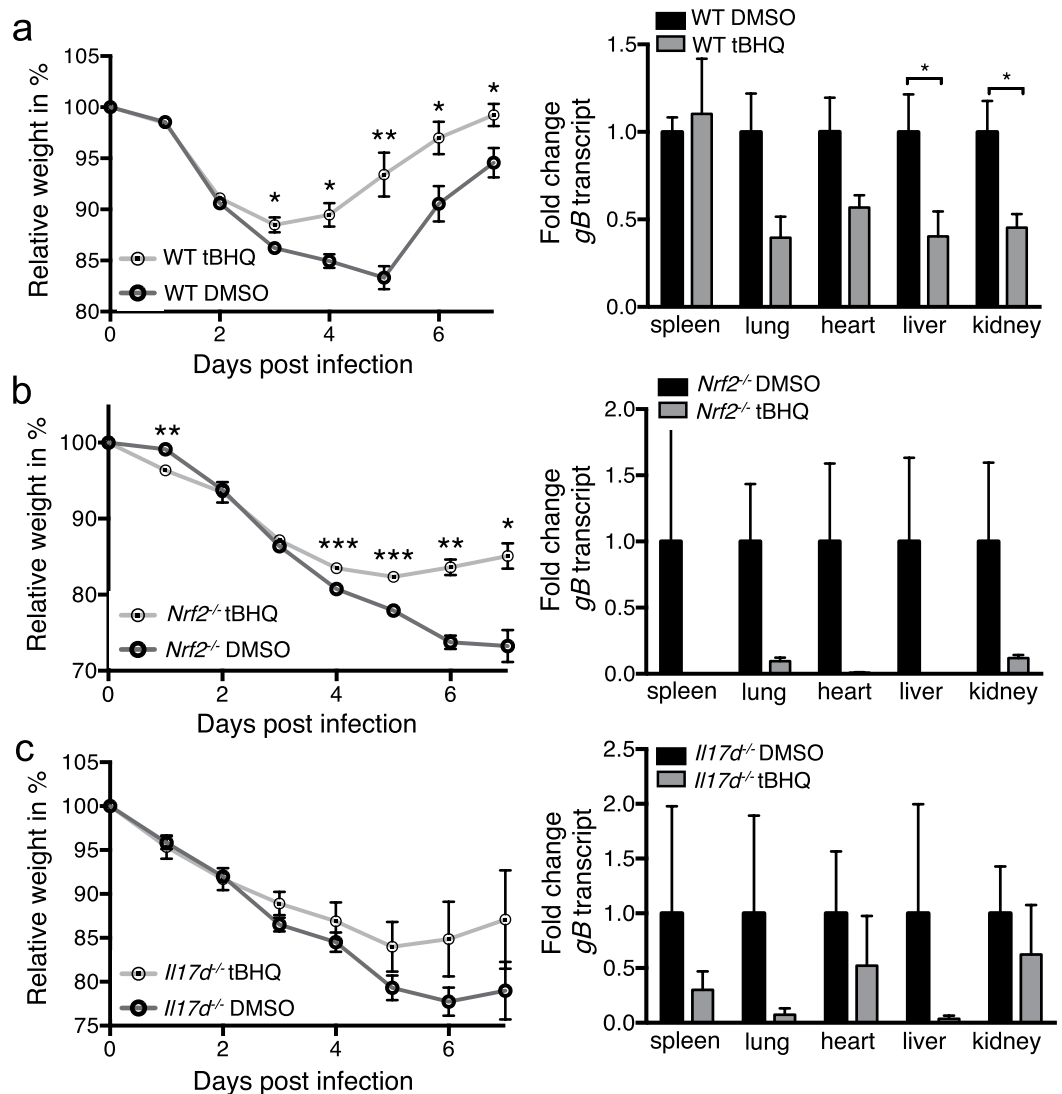 a
Relative weight in %
105
100
95
90
85
80
* * ** * *
WT tBHQ
WT DMSO
0 2 4 6
Days post infection
WT DMSO
WT tBHQ
Fold change
gB transcript
1.5
1.0
0.5
0.0
* *
spleen lung heart liver kidney
b
Relative weight in %
100
90
80
70
** *** *** ** *
Nrf2-/- tBHQ
Nrf2-/- DMSO
0 2 4 6
Days post infection
Nrf2-/- DMSO
Nrf2-/- tBHQ
Fold change
gB transcript
2.0
1.5
1.0
0.5
0.0
spleen lung heart liver kidney
c
Relative weight in %
105
100
95
90
85
80
75
Il17d-/- tBHQ
Il17d-/- DMSO
0 2 4 6
Days post infection
Il17d-/- DMSO
Il17d-/- tBHQ
Fold change
gB transcript
2.5
2.0
1.5
1.0
0.5
0.0
spleen lung heart liver kidney